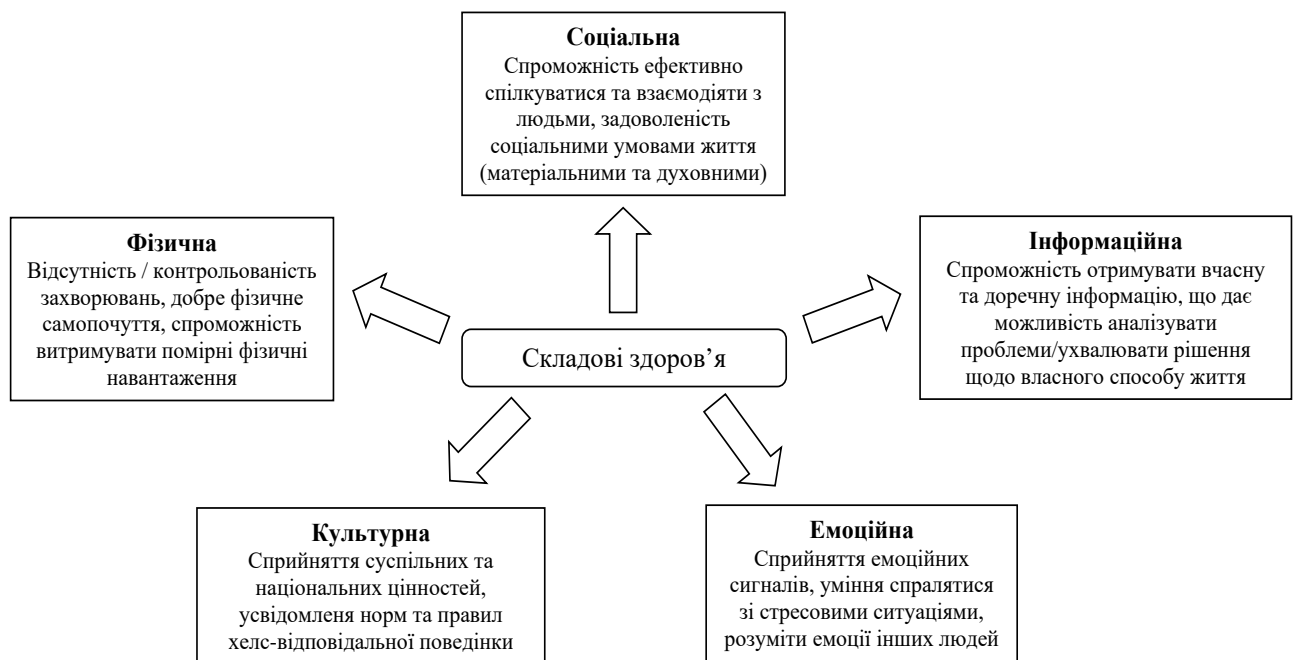 Соціальна
Спроможність ефективно
спілкуватися та взаємодіяти з
людьми, задоволеність
соціальними умовами життя
(матеріальними та духовними)
Фізична
Відсутність / контрольованість
захворювань, добре фізичне
самопочуття, спроможність
витримувати помірні фізичні
навантаження
Інформаційна
Спроможність отримувати вчасну
та доречну інформацію, що дає
можливість аналізувати
проблеми/ухвалювати рішення
щодо власного способу життя
Складові здоров’я
Культурна
Сприйняття суспільних та
національних цінностей,
усвідомленя норм та правил
хелс-відповідальної поведінки
Емоційна
Сприйняття емоційних
сигналів, уміння спралятися
зі стресовими ситуаціями,
розуміти емоції інших людей